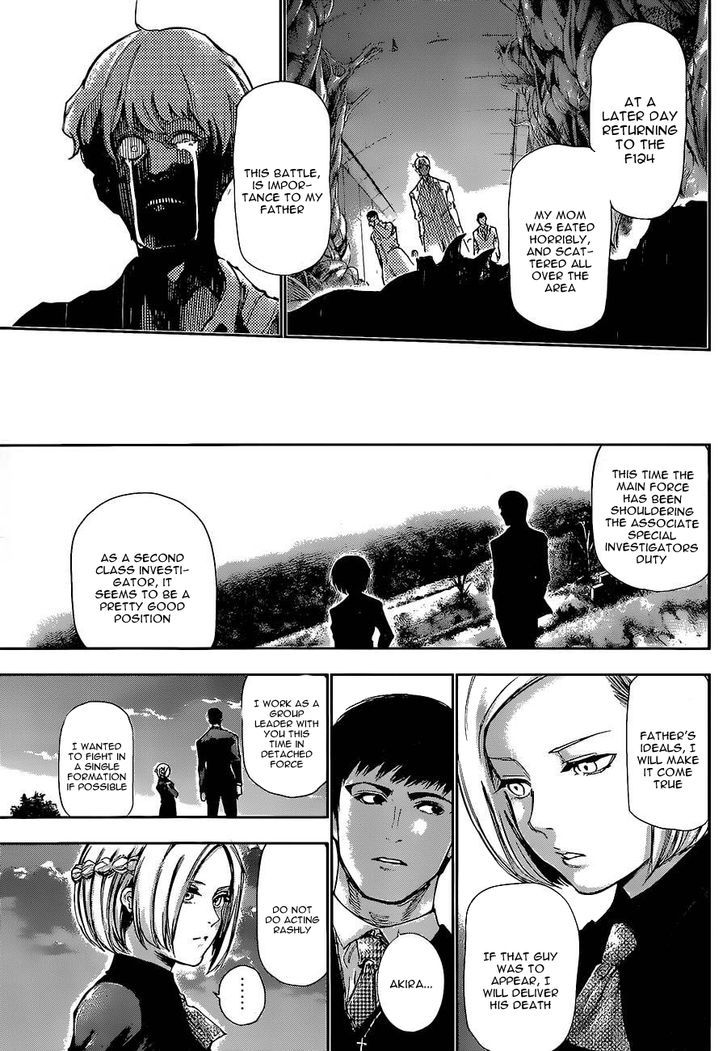 AT A
LATER DAY
RETURNING
TO THE
F124
MY MOM
WAS EATED
HORRIBLY,
AND SCAT-
TERED ALL
OVER THE
AREA
THIS BATTLE,
IS IMPOR-
TANCE TO MY
FATHER
THIS TIME THE
MAIN FORCE
HAS BEEN
SHOULDERING
THE ASSOCIATE
SPECIAL
INVESTIGATORS
DUTY
AS A SECOND
CLASS INVESTI-
GATOR, IT
SEEMS TO BE A
PRETTY GOOD
POSITION
FATHER'S
IDEALS, I
WILL MAKE
IT COME
TRUE
IF THAT GUY
WAS TO
APPEAR, I
WILL DELIVER
HIS DEATH
AKIRA...
I WORK AS A
GROUP
LEADER WITH
YOU THIS
TIME IN
DETACHED
FORCE
I WANTED
TO FIGHT IN
A SINGLE
FORMATION
IF POSSIBLE
DO NOT
DO ACTING
RASHLY
......